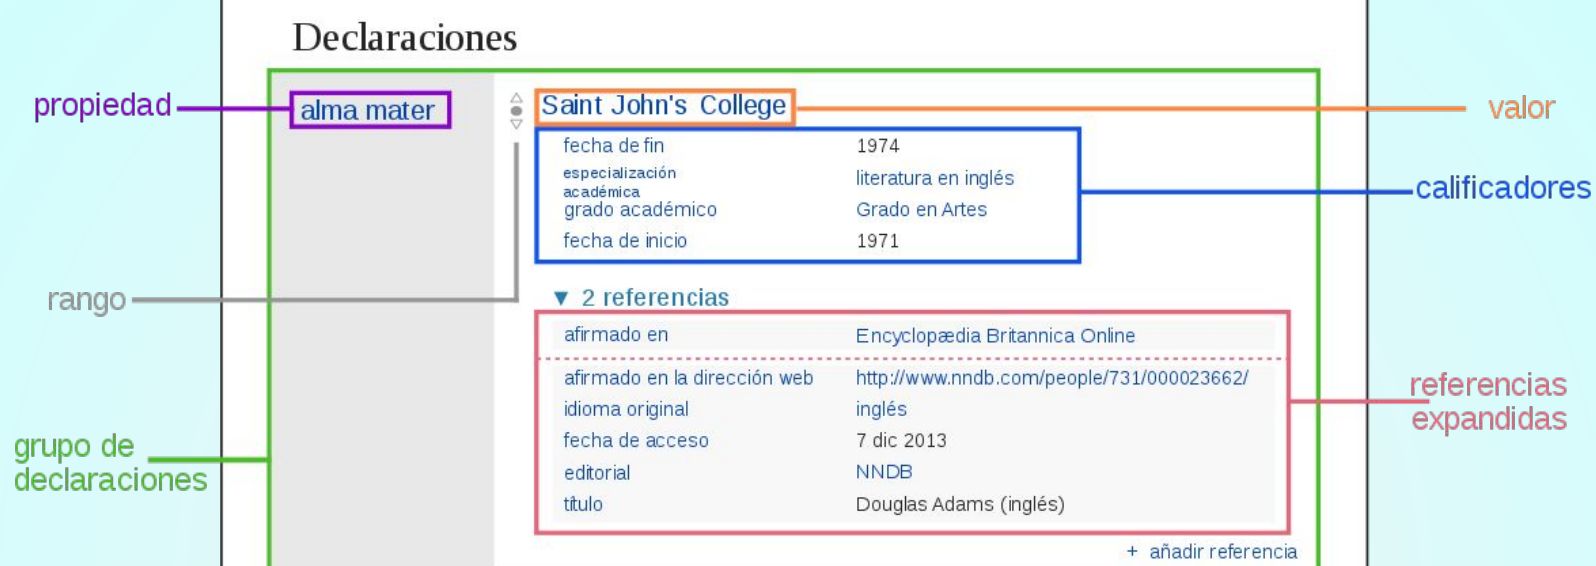 Declaraciones
propiedad
alma mater
Saint John's College
valor
fecha de fin 1974
especialización
académica
literatura en inglés
calificadores
grado académico Grado en Artes
fecha de inicio 1971
rango
▼ 2 referencias
afirmado en Encyclopædia Britannica Online
afirmado en la dirección web http://www.nndb.com/people/731/000023662/
idioma original inglés
referencias
expandidas
fecha de acceso 7 dic 2013
grupo de
declaraciones
editorial NNDB
título Douglas Adams (inglés)
+ añadir referencia